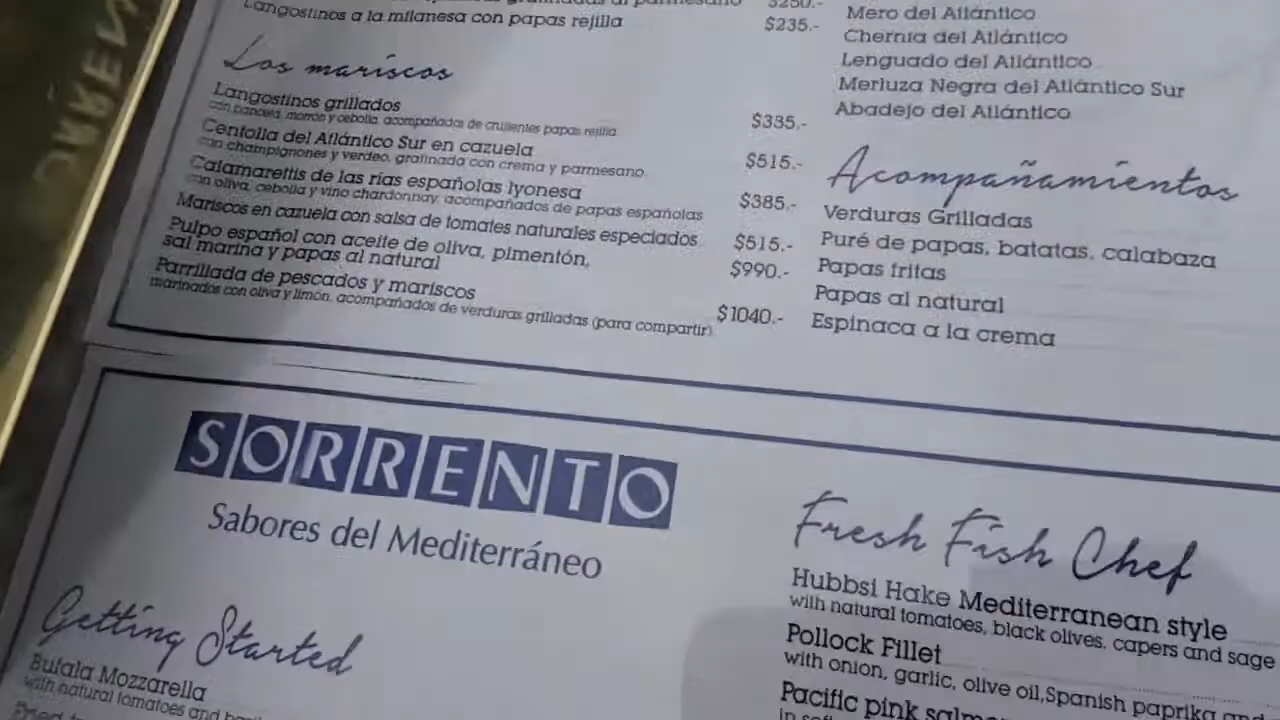 Langostinos a la milanesa con papas rejilla $235.-
Los mariscos
Langostinos grillados $335.-
con panceta, morrón y cebolla, acompañados de crujientes papas rejilla
Centolla del Atlántico Sur en cazuela $515.-
con champignones y verdeo, gratinada con crema y parmesano
Calamarettis de las rías españolas lyonesa $385.-
con oliva, cebolla y vino chardonnay, acompañados de papas españolas
Mariscos en cazuela con salsa de tomates naturales especiados $515.-
Pulpo español con aceite de oliva, pimentón, $990.-
sal marina y papas al natural
Parrillada de pescados y mariscos $1040.-
marinados con oliva y limón, acompañados de verduras grilladas (para compartir)
Mero del Atlántico
Chernia del Atlántico
Lenguado del Atlántico
Merluza Negra del Atlántico Sur
Abadejo del Atlántico
Acompañamientos
Verduras Grilladas
Puré de papas, batatas, calabaza
Papas fritas
Papas al natural
Espinaca a la crema
SORRENTO
Sabores del Mediterráneo
Getting Started
Bufala Mozzarella
with natural tomatoes and
Fresh Fish Chef
Hubbsi Hake Mediterranean style
with natural tomatoes, black olives, capers and sage
Pollock Fillet
with onion, garlic, olive oil,Spanish paprika and
Pacific pink